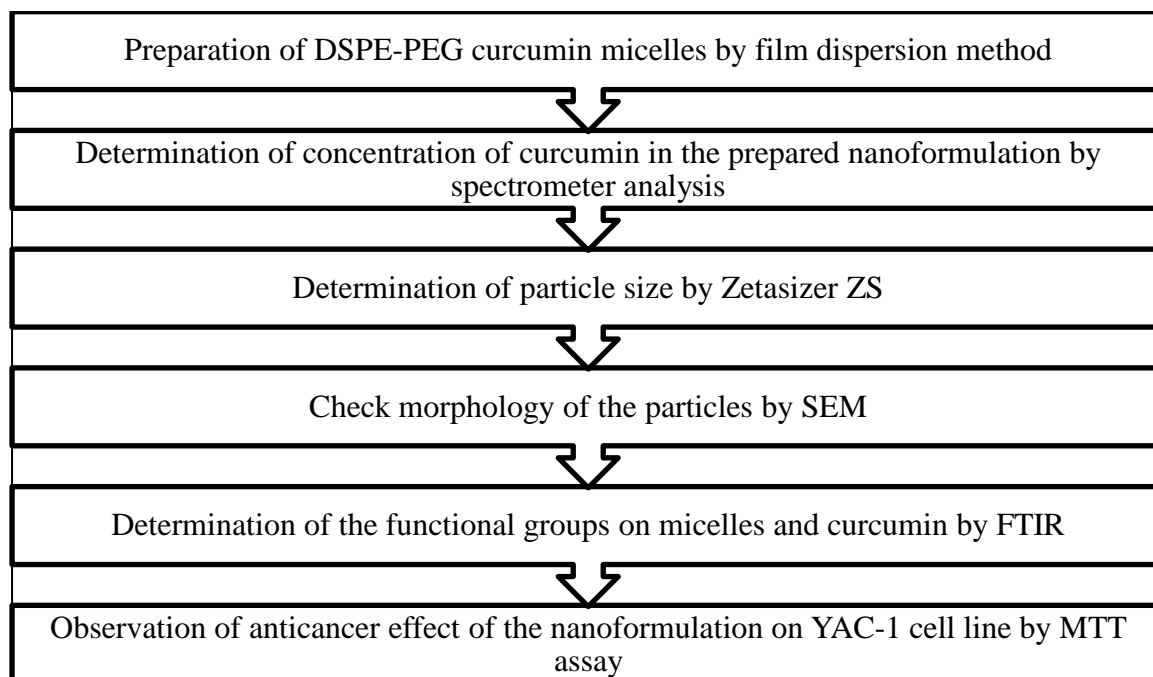 Preparation of DSPE-PEG curcumin micelles by film dispersion method
Determination of concentration of curcumin in the prepared nanoformulation by
spectrometer analysis
Determination of particle size by Zetasizer ZS
Check morphology of the particles by SEM
Determination of the functional groups on micelles and curcumin by FTIR
Observation of anticancer effect of the nanoformulation on YAC-1 cell line by MTT
assay